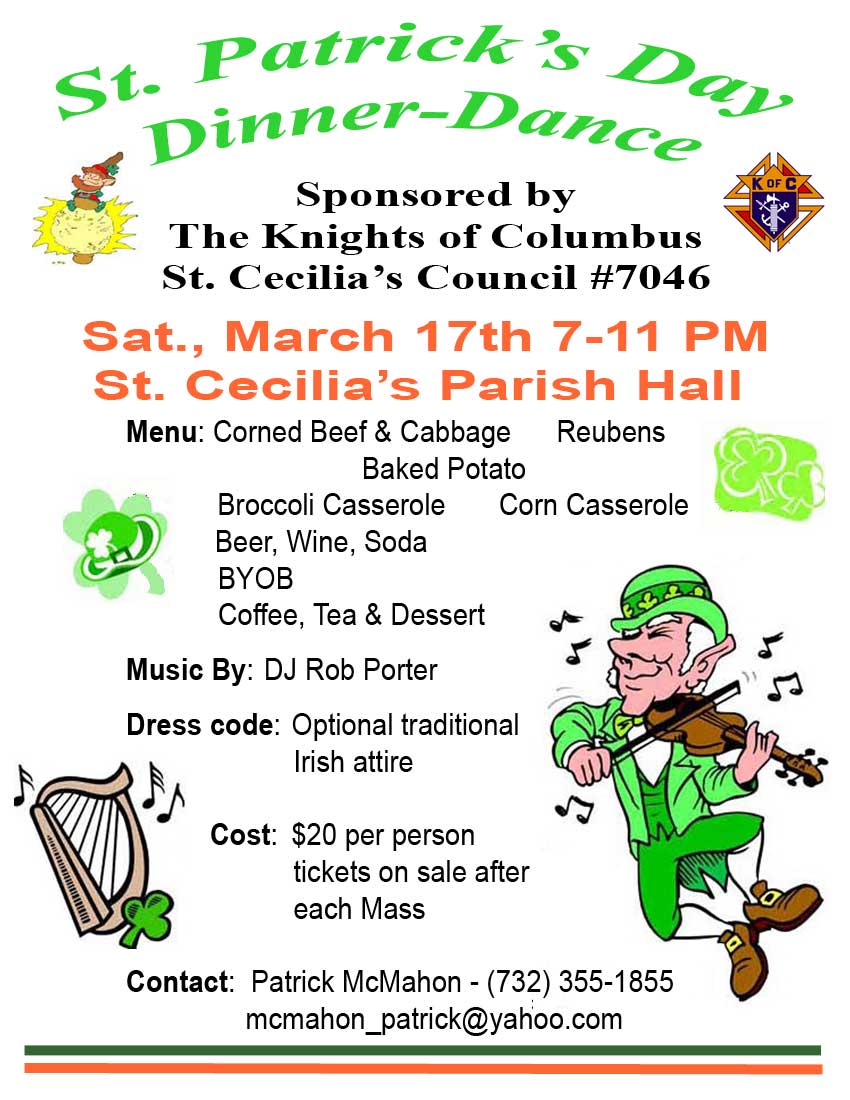 St. Patrick's Day
Dinner-Dance
K OF C
Sponsored by
The Knights of Columbus
St. Cecilia's Council #7046
Sat., March 17th 7-11 PM
St. Cecilia's Parish Hall
Menu: Corned Beef & Cabbage Reubens
Baked Potato
Broccoli Casserole Corn Casserole
Beer, Wine, Soda
BYOB
Coffee, Tea & Dessert
Music By: DJ Rob Porter
Dress code: Optional traditional
Irish attire
Cost: $20 per person
tickets on sale after
each Mass
Contact: Patrick McMahon - (732) 355-1855
mcmahon_patrick@yahoo.com